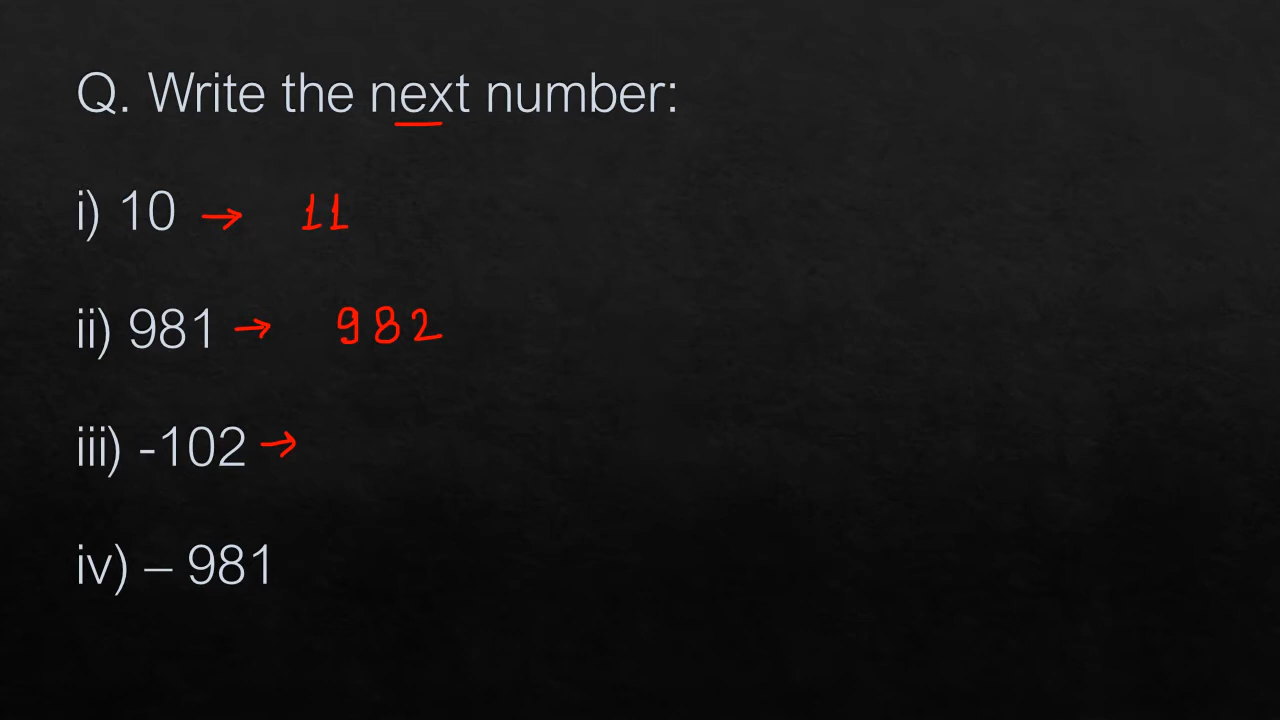 Q. Write the next number:
i) 10 → 11
ii) 981 → 982
iii) -102 →
iv) – 981